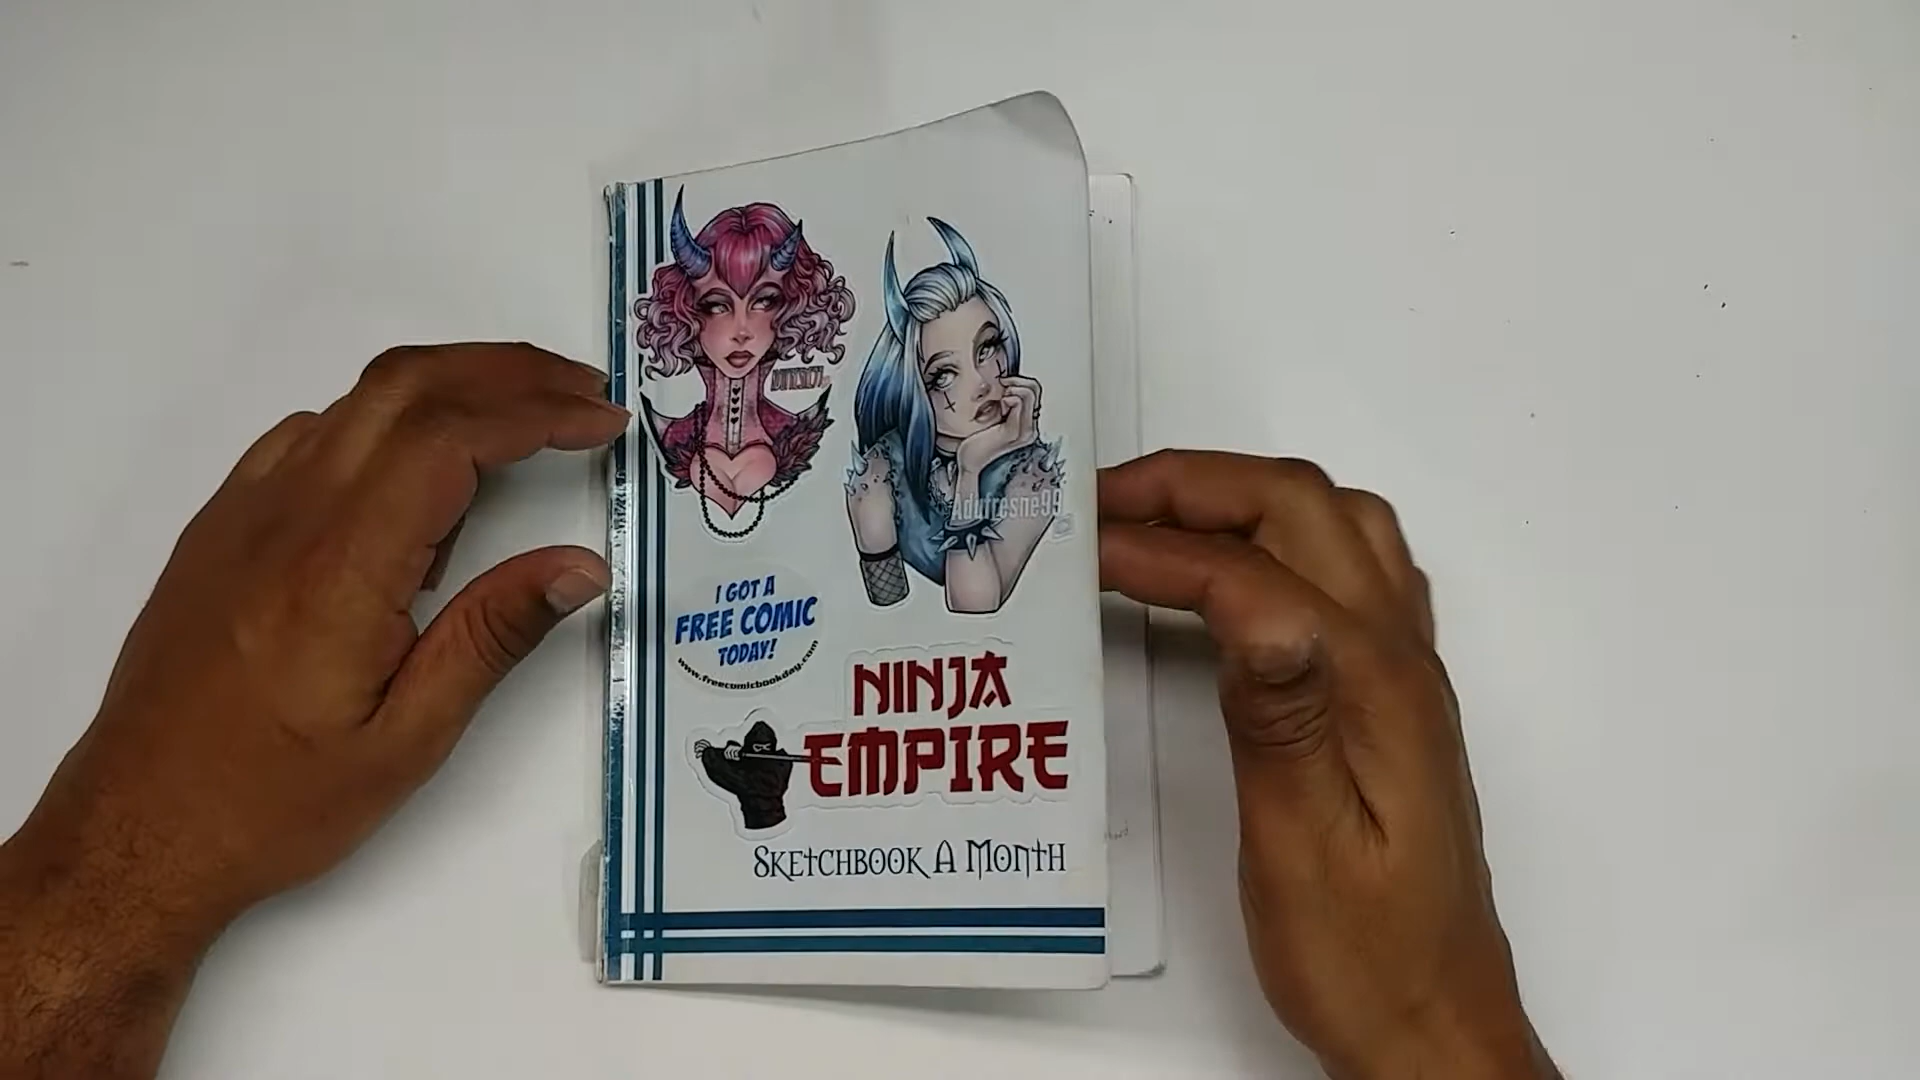 I GOT A
FREE COMIC
TODAY!
www.freecomicbookday.com
Adufresne99
NINJA
EMPIRE
SKETCHBOOK A MONTH